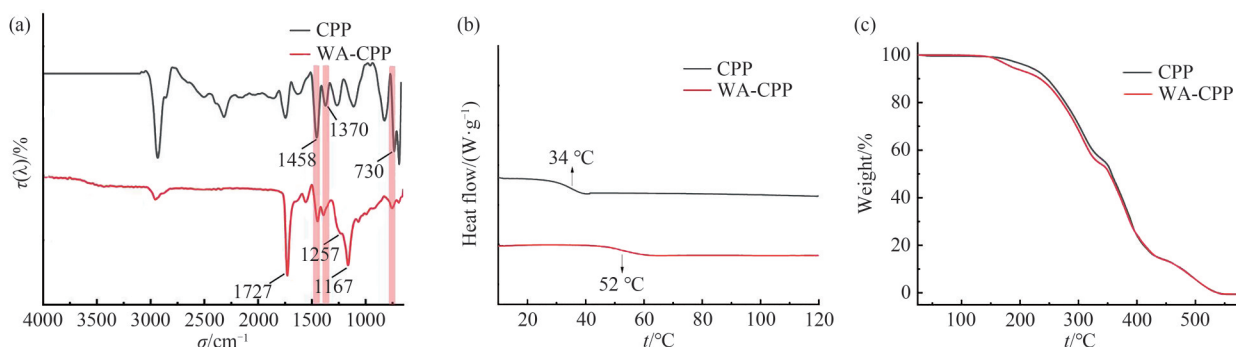 (a)
CPP
WA-CPP
τ(λ)/%
1370
1458
730
1257
1727
1167
4000
3000
2500
2000
1500
1000
σ/cm⁻¹
(b)
CPP
WA-CPP
Heat flow/(W·g⁻¹)
34 ℃
52 ℃
20
40
60
80
100
120
t/℃
(c)
CPP
WA-CPP
Weight/%
100
80
60
40
20
0
100
200
300
400
500
t/℃